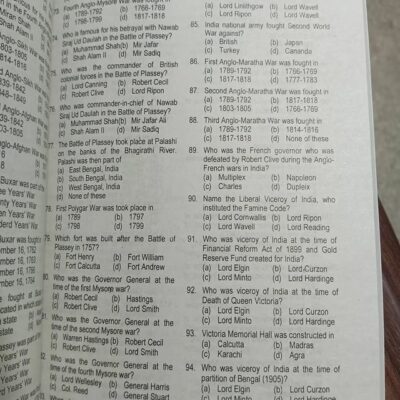 Fourth Anglo-Mysore War was fought in
(a) 1789-1792 (b) 1766-1769
(c) 1798-1799 (d) 1817-1818
Who is famous for his betrayal with Nawab
Siraj Ud Daulah in the Battle of Plassey?
(a) Muhammad Shah (b) Mir Jafar
(c) Shah Alam II (d) Mir Sadiq
Who was the commander of British
colonial forces in the Battle of Plassey?
(a) Lord Canning (b) Robert Cecil
(c) Robert Clive (d) Lord Ripon
Who was commander-in-chief of Nawab
Siraj Ud Daulah in the Battle of Plassey?
(a) Muhammad Shah (b) Mir Jafar
(c) Shah Alam II (d) Mir Sadiq
77. The Battle of Plassey took place at Palashi
on the banks of the Bhagirathi River.
Palashi was then part of
(a) East Bengal, India
(b) South Bengal, India
(c) West Bengal, India
(d) None of these
78. First Polygar War was took place in
(a) 1789 (b) 1797
(c) 1798 (d) 1799
79. Which fort was built after the Battle of
Plassey in 1757?
(a) Fort Henry (b) Fort William
(c) Fort Calcutta (d) Fort Andrew
80. Who was the Governor General at the
time of the first Mysore war?
(a) Robert Cecil (b) Hastings
(c) Robert Clive (d) Lord Smith
Who was the Governor General at the
time of the second Mysore war?
(a) Warren Hastings (b) Robert Cecil
(c) Robert Clive (d) Lord Smith
Who was the Governor General at the
time of the fourth Mysore war?
(a) Lord Wellesley (b) General Harris
(c) Col. Reed (d) General Stuart
(a) Lord Linlithgow (b) Lord Wavell
(c) Lord Ripon (d) Lord Wavell
85. India national army fought Second World
War against?
(a) British (b) Japan
(c) Turkey (d) Cananda
86. First Anglo-Maratha War was fought in
(a) 1789-1792 (b) 1766-1769
(c) 1817-1818 (d) 1777-1783
87. Second Anglo-Maratha War was fought in
(a) 1789-1792 (b) 1817-1818
(c) 1803-1805 (d) 1817-1818
88. Third Anglo-Maratha War was fought in
(a) 1817-1818 (b) 1777-1783
(c) 1817-1818 (d) None of these
89. Who was the French governor who was
defeated by Robert Clive during the Anglo-
French wars in India?
(a) Multiplex (b) Napoleon
(c) Charles (d) Dupleix
90. Name the Liberal Viceroy of India, who
instituted the Famine Code?
(a) Lord Cornwallis (b) Lord Ripon
(c) Lord Wavell (d) Lord Reading
91. Who was viceroy of India at the time of
Financial Reform Act of 1899 and Gold
Reserve Fund created for India?
(a) Lord Elgin (b) Lord Curzon
(c) Lord Minto (d) Lord Hardinge
92. Who was viceroy of India at the time of
Death of Queen Victoria?
(a) Lord Elgin (b) Lord Curzon
(c) Lord Minto (d) Lord Hardinge
93. Victoria Memorial Hall was constructed in
(a) Calcutta (b) Madras
(c) Karachi (d) Agra
94. Who was viceroy of India at the time of
partition of Bengal (1905)?
(a) Lord Elgin (b) Lord Curzon
(c) Lord Minto (d) Lord Hardinge